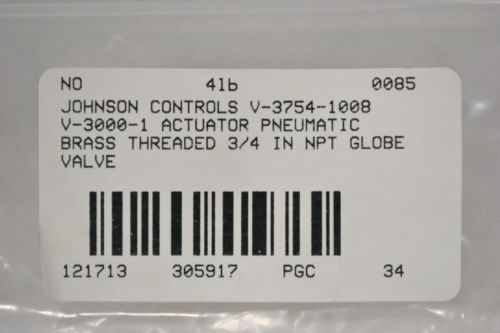 NO 4lb 0085
JOHNSON CONTROLS V-3754-1008
V-3000-1 ACTUATOR PNEUMATIC
BRASS THREADED 3/4 IN NPT GLOBE
VALVE
121713 305917 PGC 34